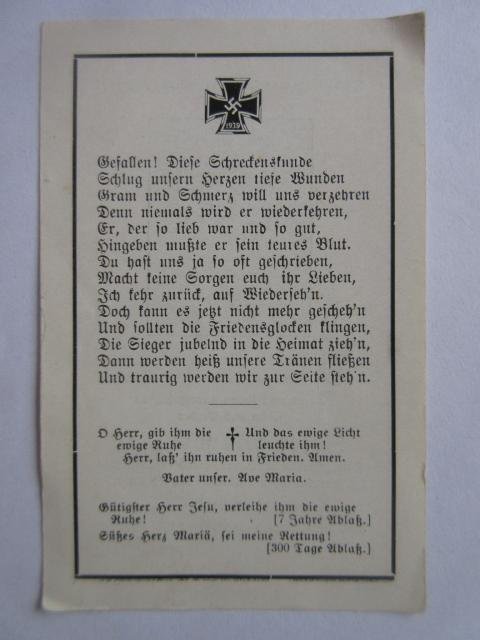 1939
Gefallen! Diese Schreckenskunde
Schlug unsern Herzen tiefe Wunden
Gram und Schmerz will uns verzehren
Denn niemals wird er wiederkehren,
Er, der so lieb war und so gut,
Hingeben mußte er sein teures Blut.
Du hast uns ja so oft geschrieben,
Macht keine Sorgen euch ihr Lieben,
Ich kehr zurück, auf Wiederseh'n.
Doch kann es jetzt nicht mehr gescheh'n
Und sollten die Friedensglocken klingen,
Die Sieger jubelnd in die Heimat zieh'n,
Dann werden heiß unsere Tränen fließen
Und traurig werden wir zur Seite steh'n.
O Herr, gib ihm die ewige Ruhe
† Und das ewige Licht leuchte ihm!
Herr, laß' ihn ruhen in Frieden. Amen.
Vater unser. Ave Maria.
Gütigster Herr Jesu, verleihe ihm die ewige
Ruhe! [7 Jahre Ablaß.]
Süßes Herz Mariä, sei meine Rettung!
[300 Tage Ablaß.]